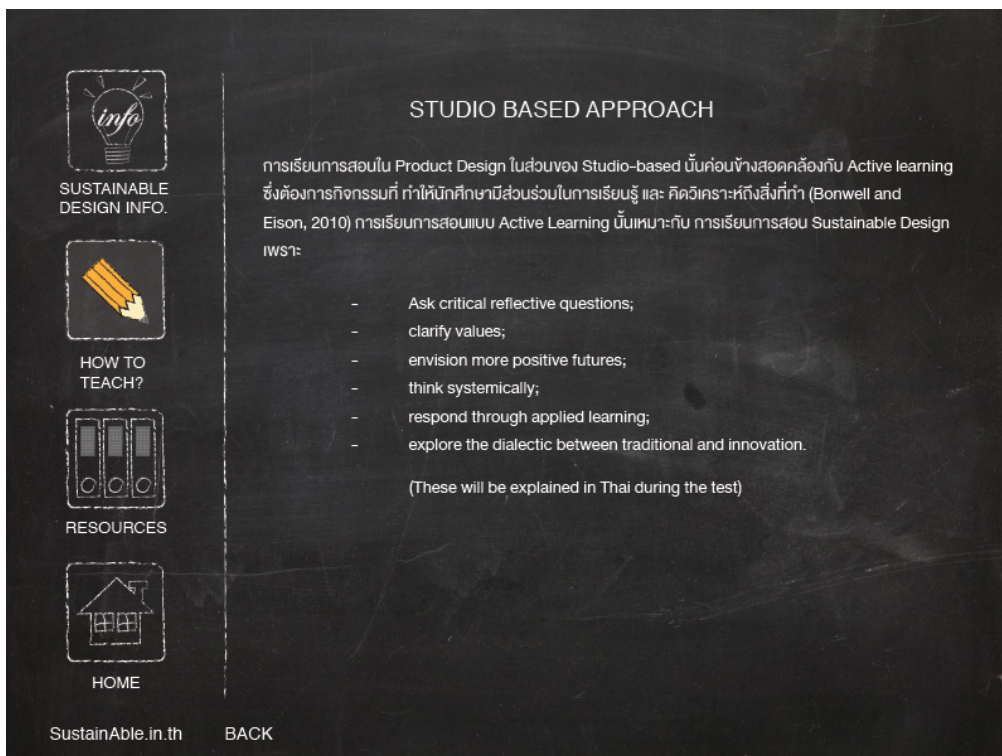 info
SUSTAINABLE
DESIGN INFO.
HOW TO
TEACH?
RESOURCES
HOME
STUDIO BASED APPROACH
การเรียนการสอนใน Product Design ในส่วนของ Studio-based นั้นค่อนข้างสอดคล้องกับ Active learning
ซึ่งต้องการกิจกรรมที่ ทำให้นักศึกษามีส่วนร่วมในการเรียนรู้ และ คิดวิเคราะห์ถึงสิ่งที่ทำ (Bonwell and
Eison, 2010) การเรียนการสอนแบบ Active Learning นั้นเหมาะกับ การเรียนการสอน Sustainable Design
เพราะ
- Ask critical reflective questions;
- clarify values;
- envision more positive futures;
- think systemically;
- respond through applied learning;
- explore the dialectic between traditional and innovation.
(These will be explained in Thai during the test)
SustainAble.in.th BACK